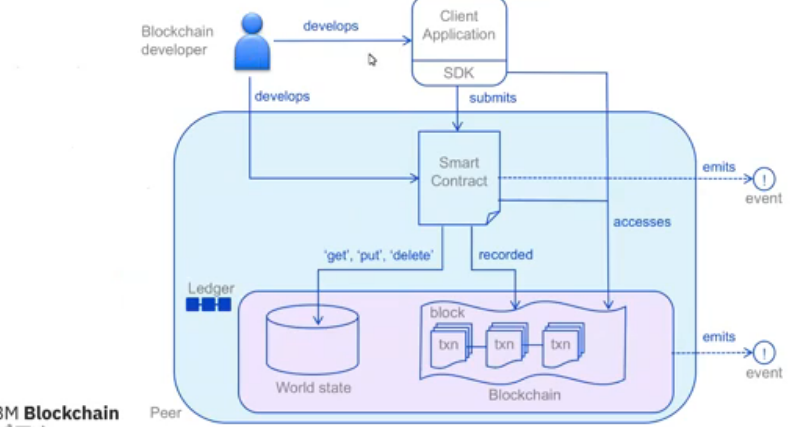 Blockchain
developer
develops
Client
Application
SDK
develops
submits
Smart
Contract
emits
!
event
accesses
'get', 'put', 'delete'
recorded
Ledger
block
txn
txn
txn
World state
Blockchain
emits
!
event
Peer
Blockchain